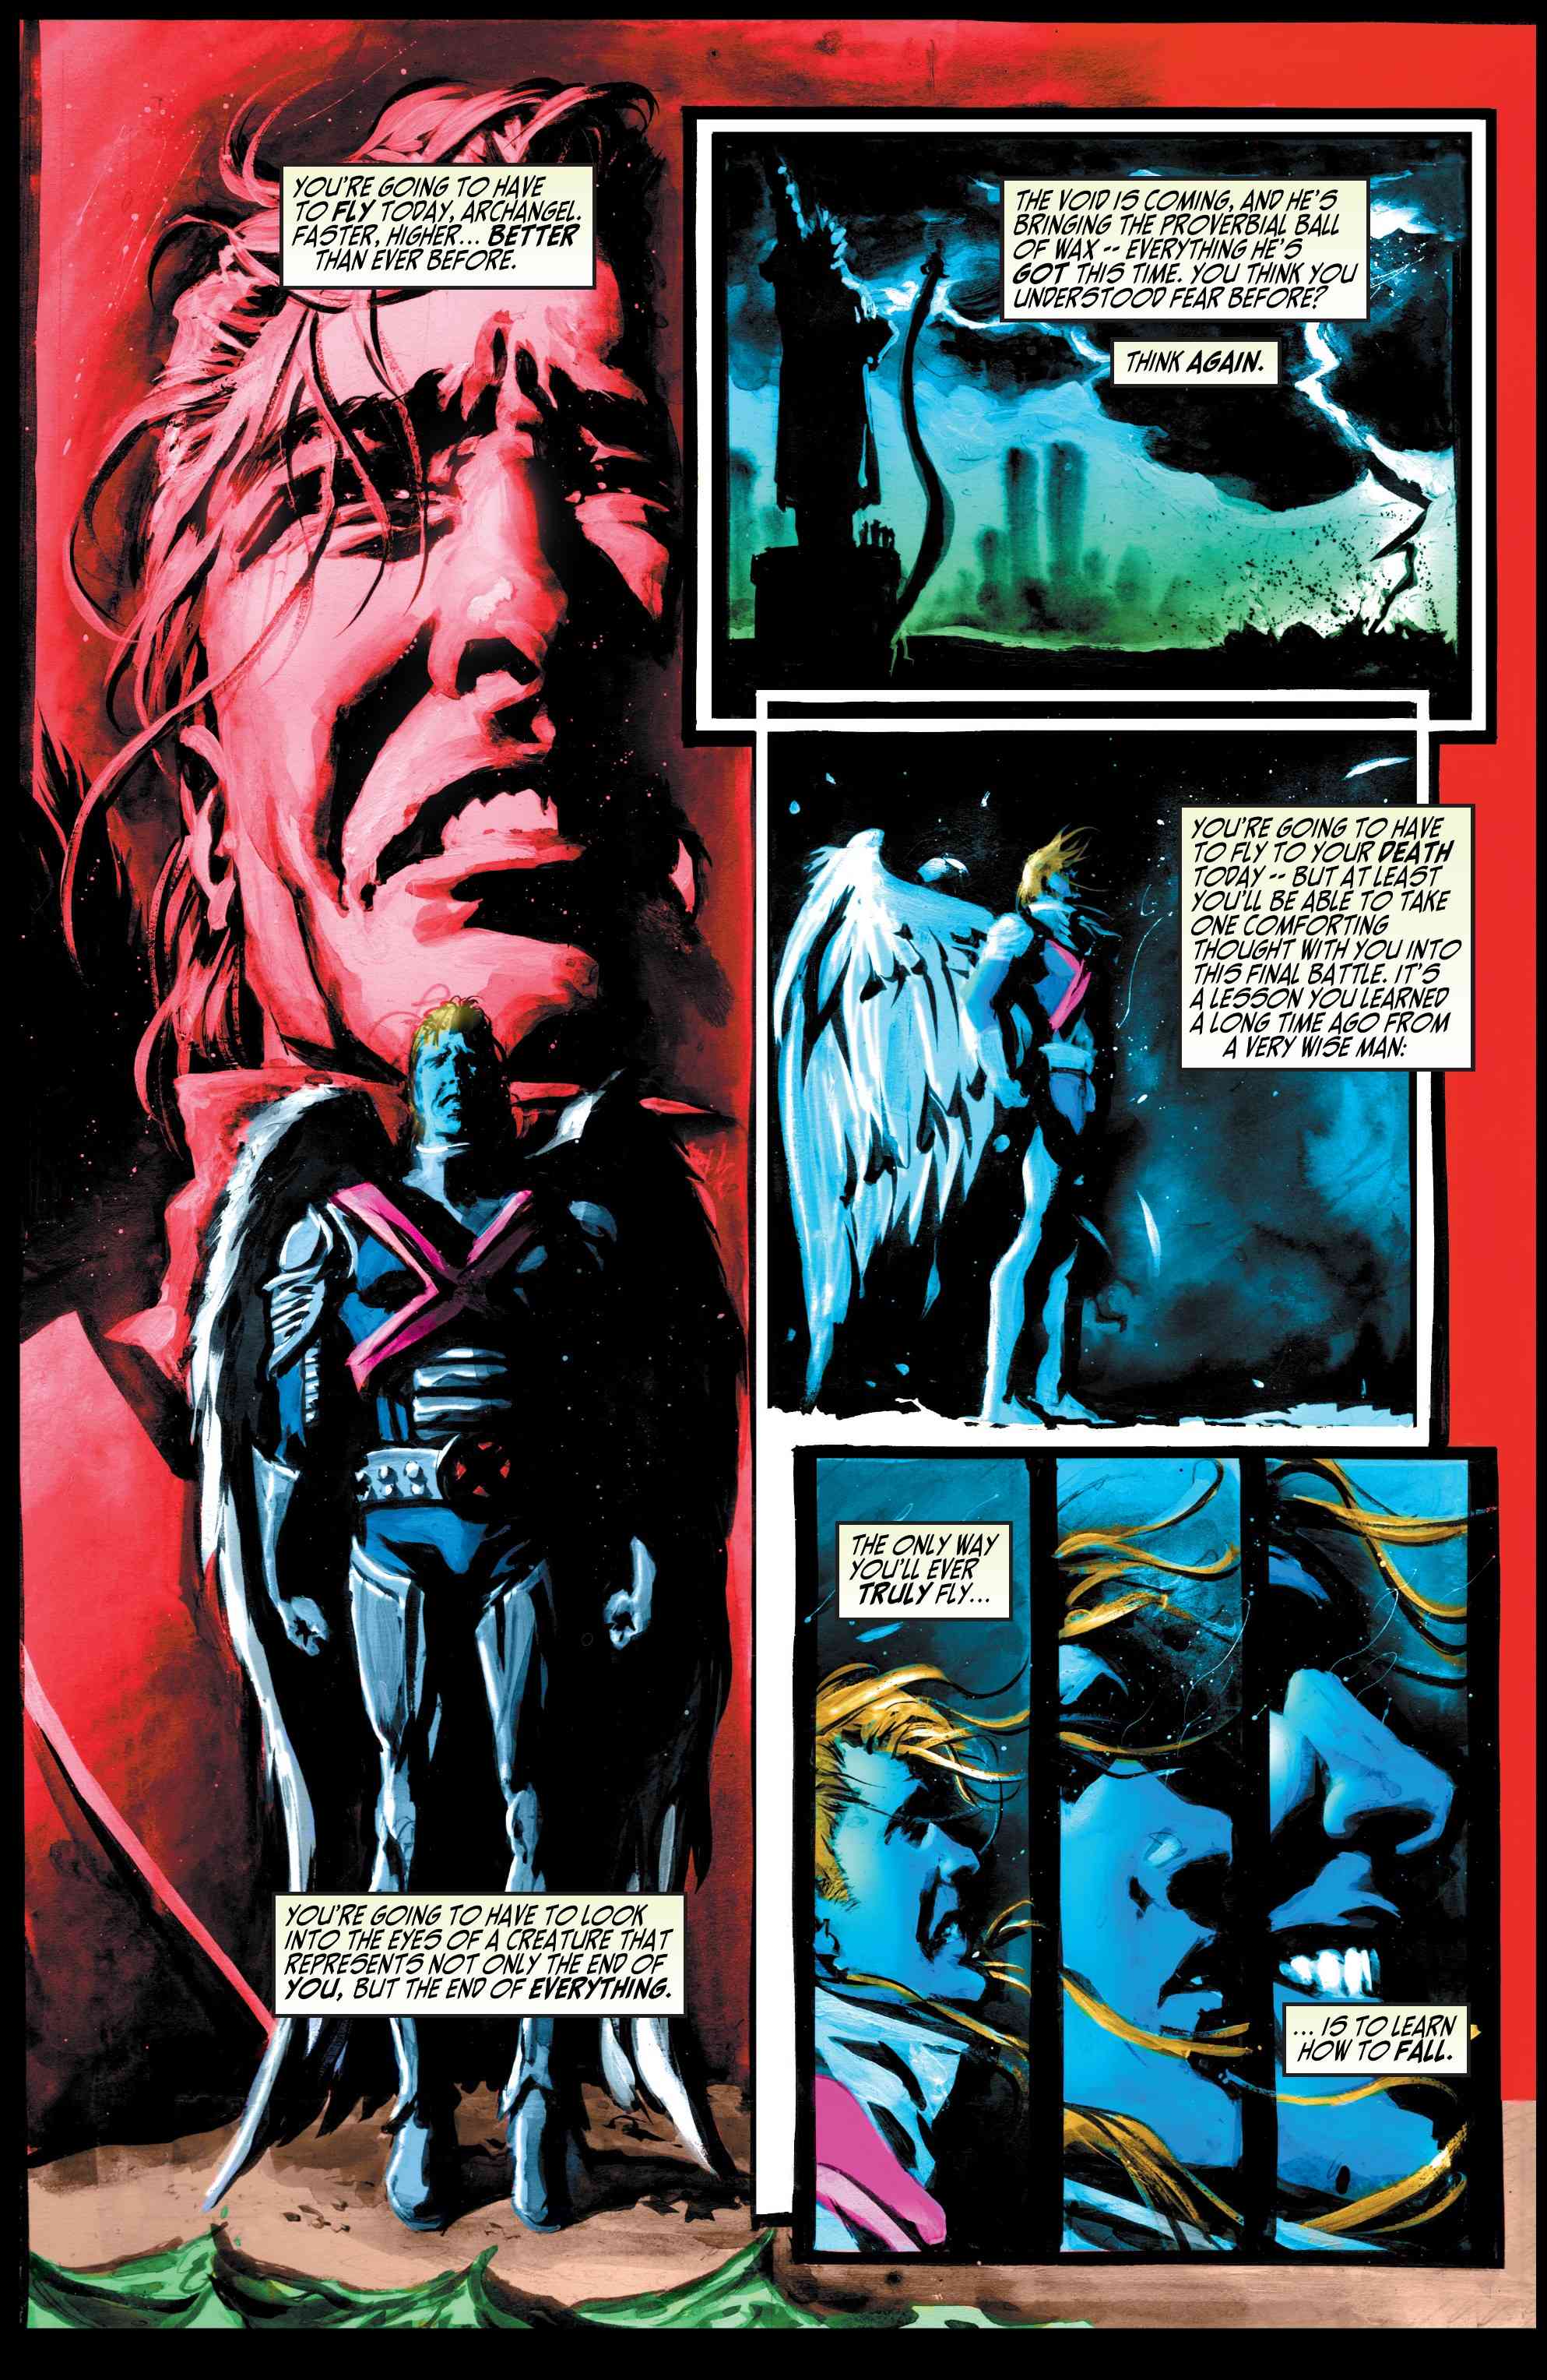 YOU'RE GOING TO HAVE
TO FLY TODAY, ARCHANGEL.
FASTER, HIGHER... BETTER
THAN EVER BEFORE.
YOU'RE GOING TO HAVE TO LOOK
INTO THE EYES OF A CREATURE THAT
REPRESENTS NOT ONLY THE END OF
YOU, BUT THE END OF EVERYTHING.
THE VOID IS COMING, AND HE'S
BRINGING THE PROVERBIAL BALL
OF WAX -- EVERYTHING HE'S
GOT THIS TIME. YOU THINK YOU
UNDERSTOOD FEAR BEFORE?
THINK AGAIN.
YOU'RE GOING TO HAVE
TO FLY TO YOUR DEATH
TODAY -- BUT AT LEAST
YOU'LL BE ABLE TO TAKE
ONE COMFORTING
THOUGHT WITH YOU INTO
THIS FINAL BATTLE. IT'S
A LESSON YOU LEARNED
A LONG TIME AGO FROM
A VERY WISE MAN:
THE ONLY WAY
YOU'LL EVER
TRULY FLY...
... IS TO LEARN
HOW TO FALL.